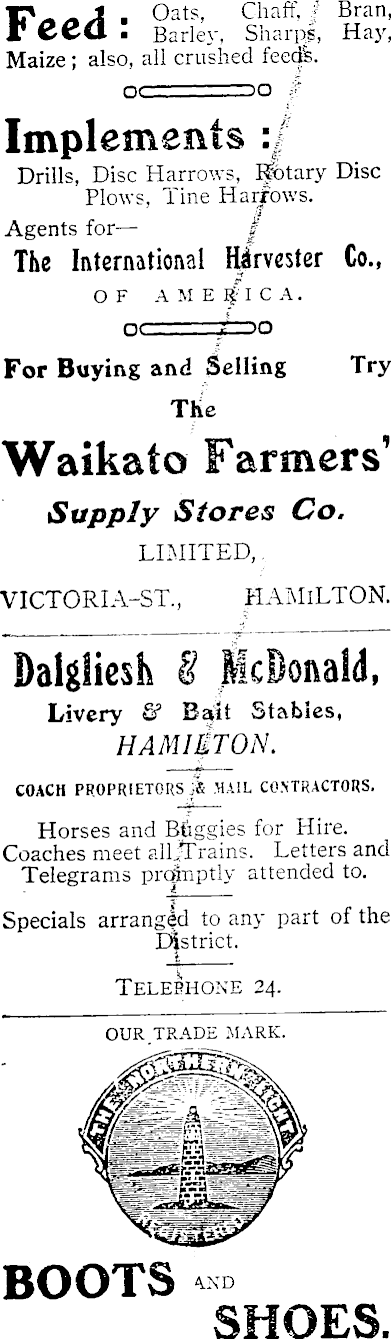 Feed: Oats, Chaff, Bran,
Barley, Sharps, Hay,
Maize; also, all crushed feeds.
Implements:
Drills, Disc Harrows, Rotary Disc
Plows, Tine Harrows.
Agents for—
The International Harvester Co.,
OF AMERICA.
For Buying and Selling Try
The
Waikato Farmers'
Supply Stores Co.
LIMITED,
VICTORIA-ST., HAMILTON.
Dalgliesh & McDonald,
Livery & Bait Stables,
HAMILTON.
COACH PROPRIETORS & MAIL CONTRACTORS.
Horses and Buggies for Hire.
Coaches meet all Trains. Letters and
Telegrams promptly attended to.
Specials arranged to any part of the
District.
TELEPHONE 24.
OUR TRADE MARK.
THE NORTHERN LIGHT
REGISTERED
BOOTS AND
SHOES.